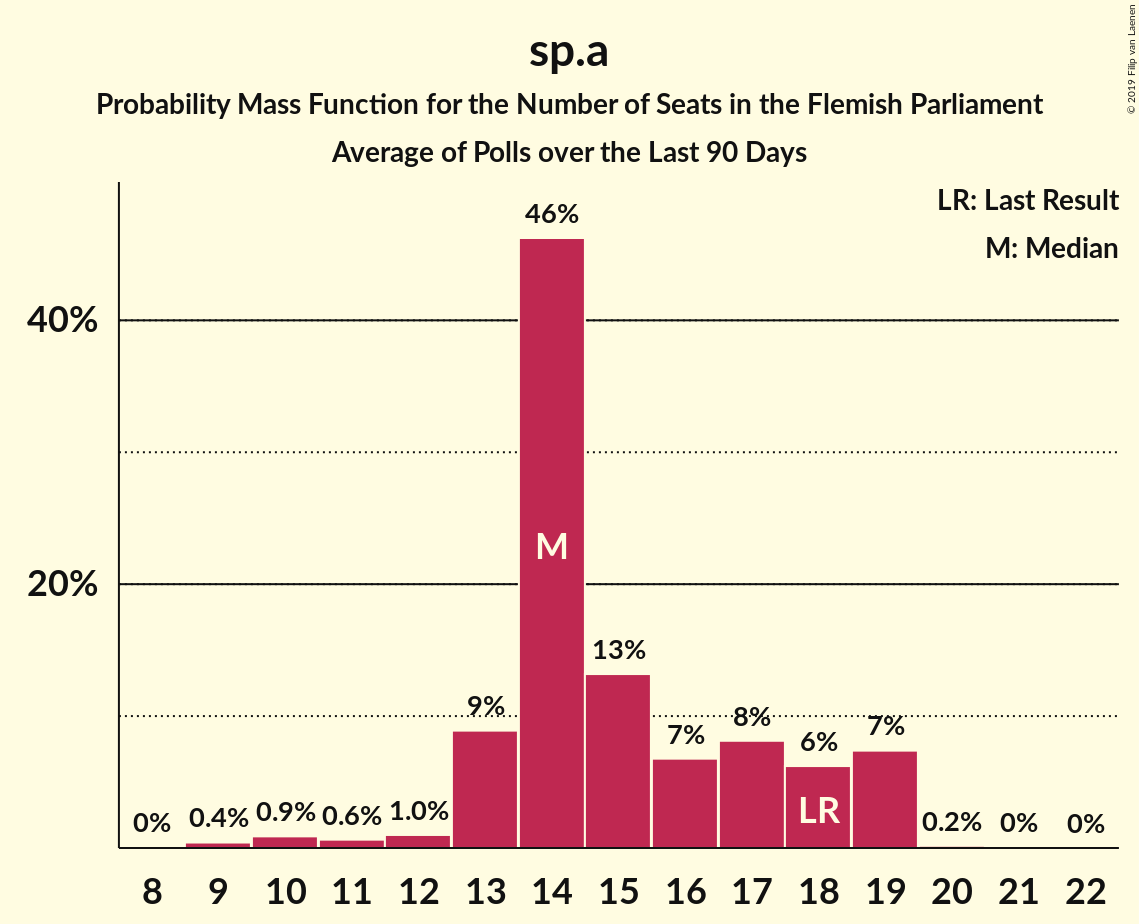 sp.a
Probability Mass Function for the Number of Seats in the Flemish Parliament
Average of Polls over the Last 90 Days
© 2019 Filip van Laenen
LR: Last Result
M: Median
46%
40%
M
20%
13%
9%
7%
8%
6%
7%
LR
0%
0.4%
0.9%
0.6%
1.0%
0.2%
0%
0%
8 9 10 11 12 13 14 15 16 17 18 19 20 21 22